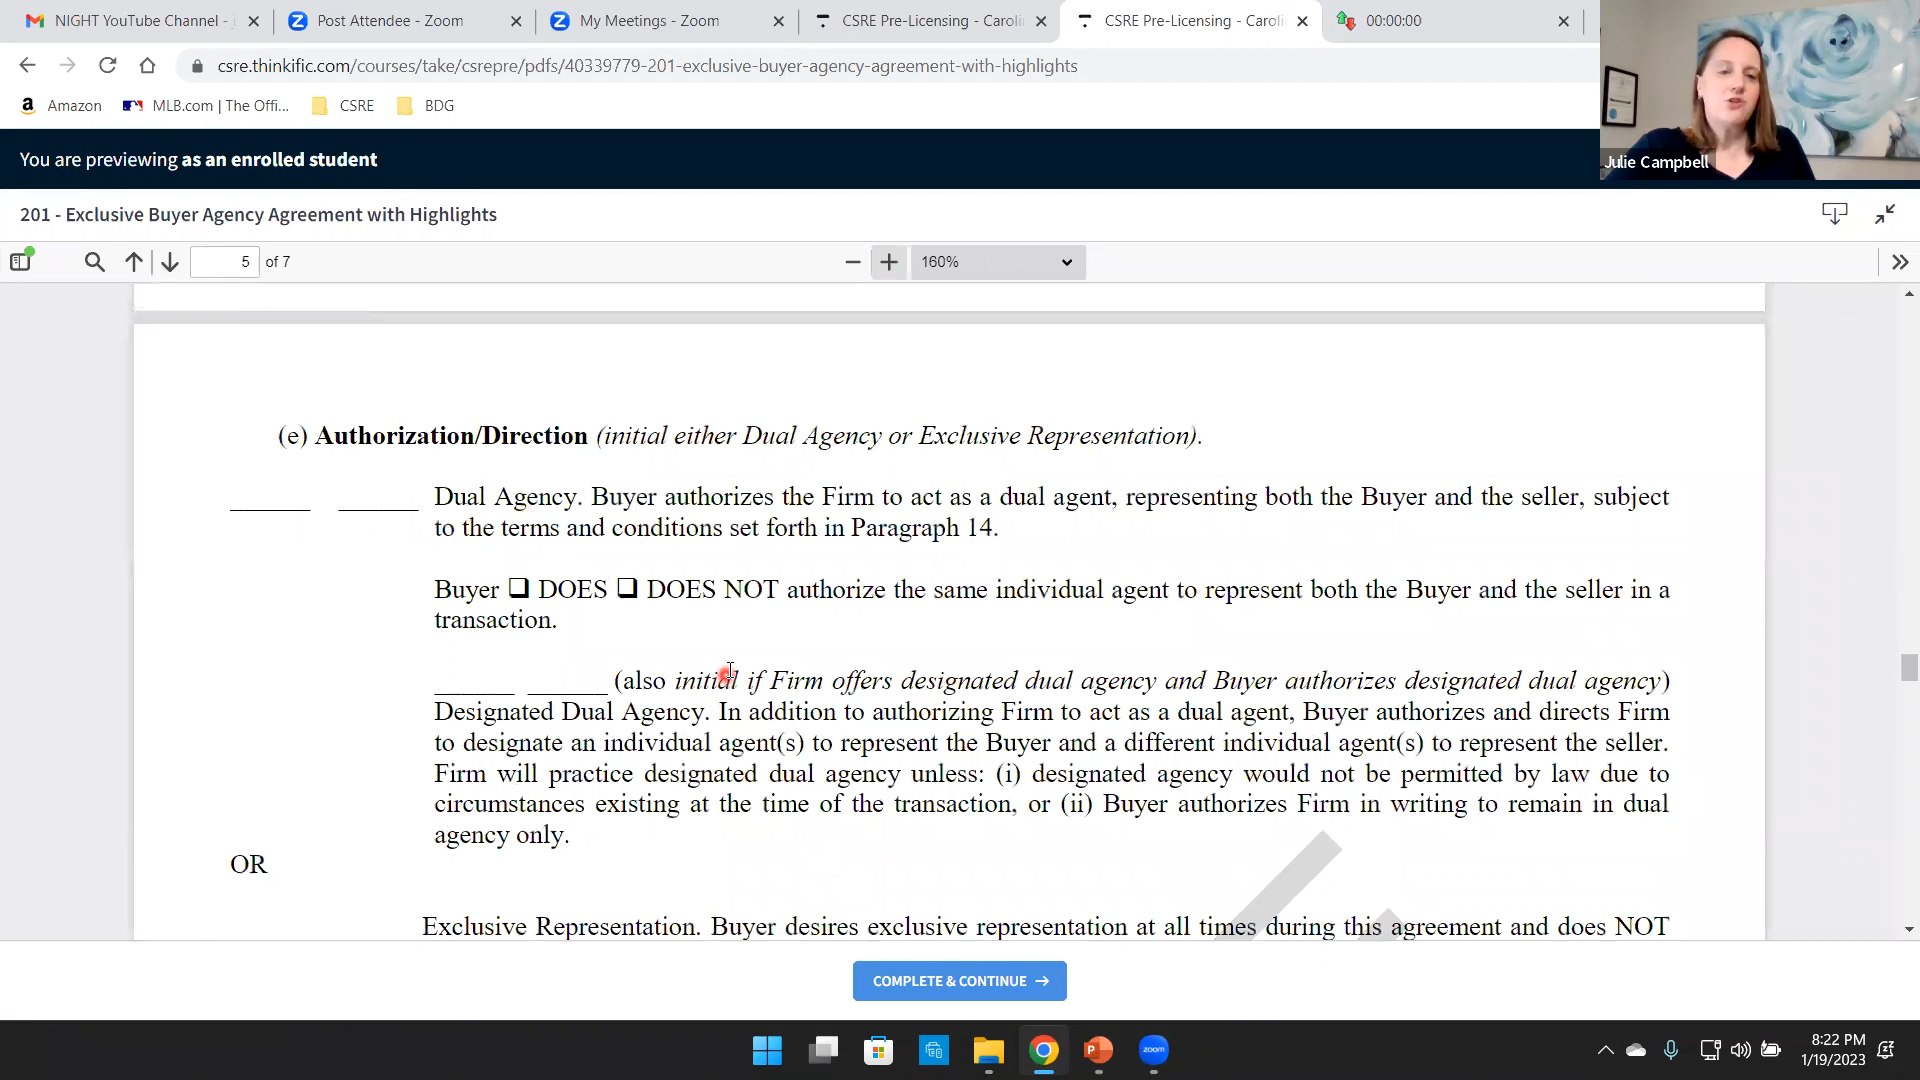 NIGHT YouTube Channel -
Post Attendee - Zoom
My Meetings - Zoom
CSRE Pre-Licensing - Caroli
CSRE Pre-Licensing - Caroli
00:00:00
csre.thinkific.com/courses/take/csrepre/pdfs/40339779-201-exclusive-buyer-agency-agreement-with-highlights
Amazon
MLB.com | The Offi...
CSRE
BDG
Julie Campbell
You are previewing as an enrolled student
201 - Exclusive Buyer Agency Agreement with Highlights
5 of 7
160%
(e) Authorization/Direction (initial either Dual Agency or Exclusive Representation).
______ ______ Dual Agency. Buyer authorizes the Firm to act as a dual agent, representing both the Buyer and the seller, subject
to the terms and conditions set forth in Paragraph 14.
Buyer ❑ DOES ❑ DOES NOT authorize the same individual agent to represent both the Buyer and the seller in a
transaction.
______ ______ (also initial if Firm offers designated dual agency and Buyer authorizes designated dual agency)
Designated Dual Agency. In addition to authorizing Firm to act as a dual agent, Buyer authorizes and directs Firm
to designate an individual agent(s) to represent the Buyer and a different individual agent(s) to represent the seller.
Firm will practice designated dual agency unless: (i) designated agency would not be permitted by law due to
circumstances existing at the time of the transaction, or (ii) Buyer authorizes Firm in writing to remain in dual
agency only.
OR
Exclusive Representation. Buyer desires exclusive representation at all times during this agreement and does NOT
COMPLETE & CONTINUE →
zoom
8:22 PM
1/19/2023